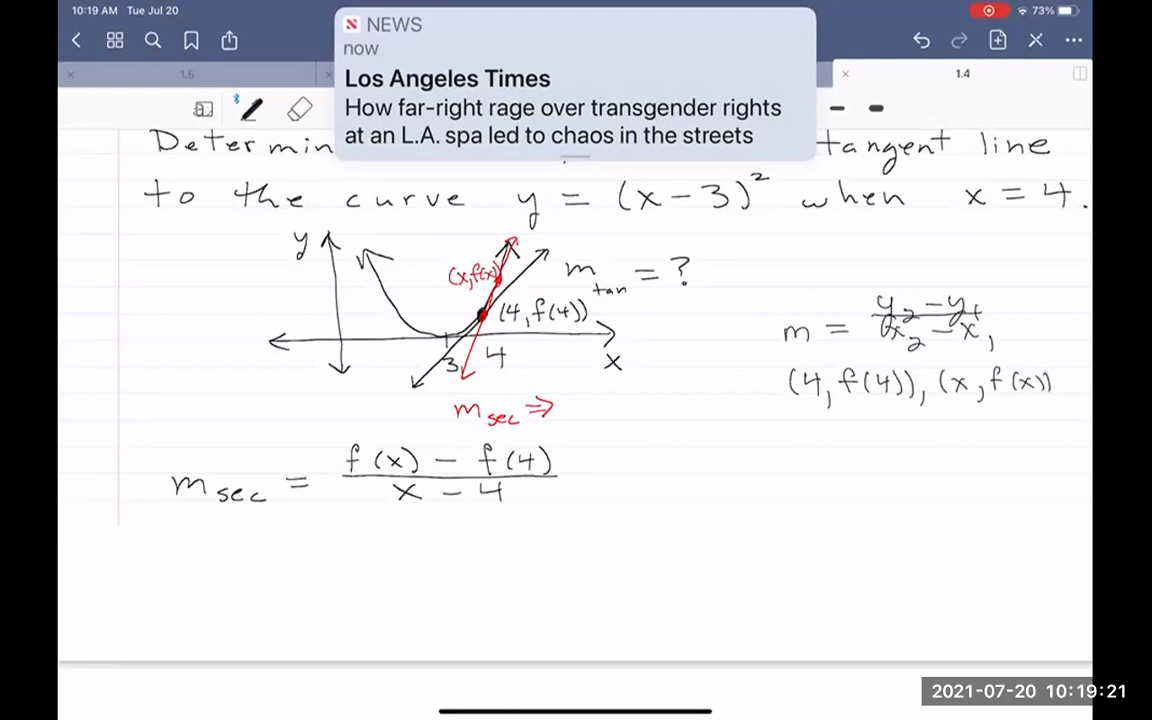 10:19 AM Tue Jul 20
73%
NEWS
now
Los Angeles Times
How far-right rage over transgender rights
at an L.A. spa led to chaos in the streets
1.5
1.4
Determin
tangent line
to the curve y = (x-3)² when x = 4.
y
(x,f(x))
m tan = ?
(4,f(4))
3 4 x
m sec ⇒
m = y₂-y₁ / x₂-x₁
(4,f(4)), (x,f(x))
m sec = f(x) - f(4) / x - 4
2021-07-20 10:19:21